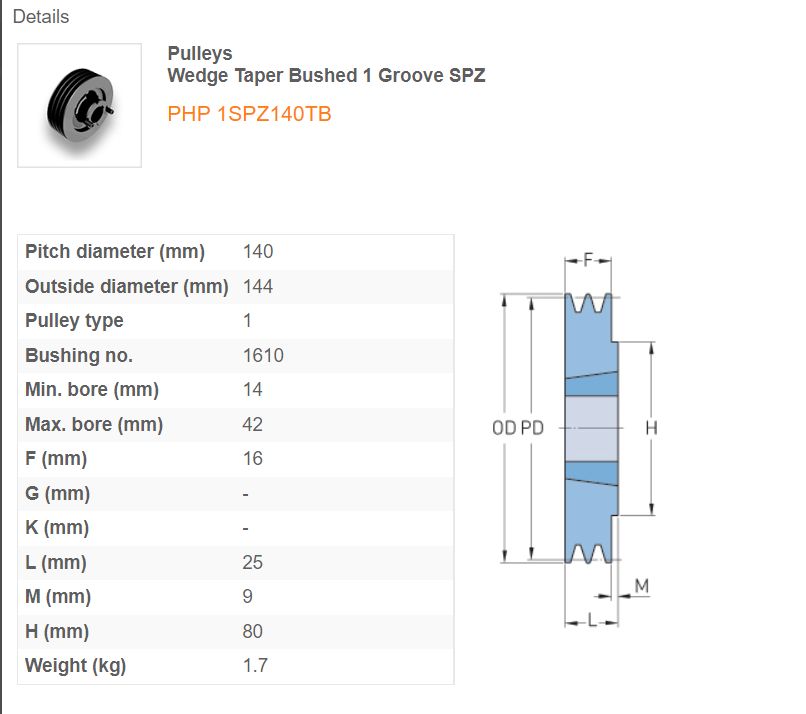 Details
Pulleys
Wedge Taper Bushed 1 Groove SPZ
PHP 1SPZ140TB
Pitch diameter (mm) 140
Outside diameter (mm) 144
Pulley type 1
Bushing no. 1610
Min. bore (mm) 14
Max. bore (mm) 42
F (mm) 16
G (mm) -
K (mm) -
L (mm) 25
M (mm) 9
H (mm) 80
Weight (kg) 1.7
F
OD PD
H
M
L